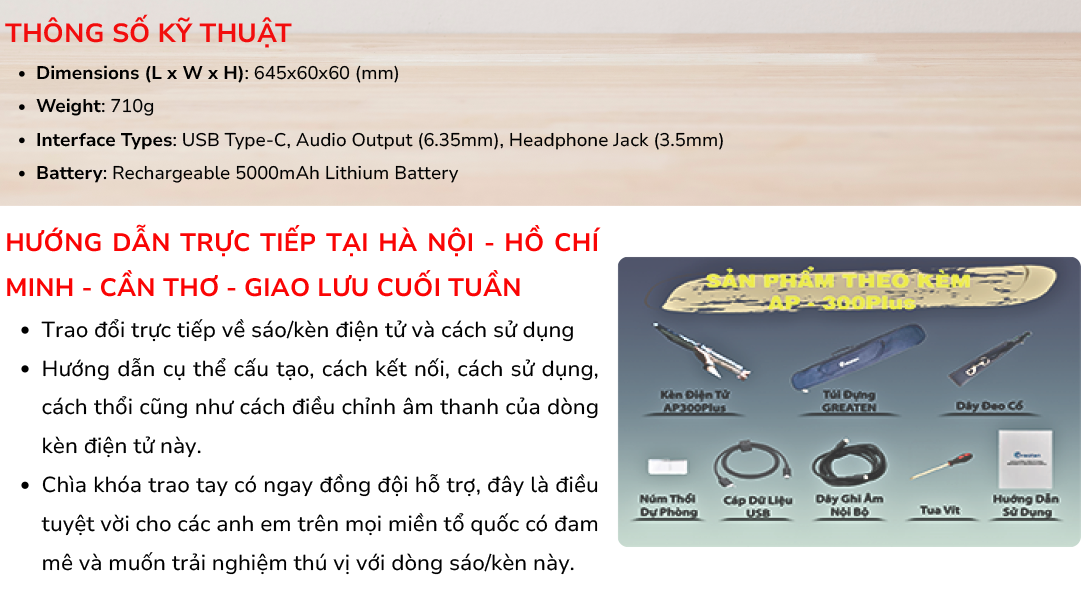 THÔNG SỐ KỸ THUẬT
• Dimensions (L x W x H): 645x60x60 (mm)
• Weight: 710g
• Interface Types: USB Type-C, Audio Output (6.35mm), Headphone Jack (3.5mm)
• Battery: Rechargeable 5000mAh Lithium Battery
HƯỚNG DẪN TRỰC TIẾP TẠI HÀ NỘI - HỒ CHÍ
MINH - CẦN THƠ - GIAO LƯU CUỐI TUẦN
• Trao đổi trực tiếp về sáo/kèn điện tử và cách sử dụng
• Hướng dẫn cụ thể cấu tạo, cách kết nối, cách sử dụng,
cách thổi cũng như cách điều chỉnh âm thanh của dòng
kèn điện tử này.
• Chìa khóa trao tay có ngay đồng đội hỗ trợ, đây là điều
tuyệt vời cho các anh em trên mọi miền tổ quốc có đam
mê và muốn trải nghiệm thú vị với dòng sáo/kèn này.
SẢN PHẨM THEO KÈM
AP - 300Plus
Kèn Điện Tử
AP300Plus
Túi Đựng
GREATEN
Dây Đeo Cổ
Núm Thổi
Dự Phòng
Cáp Dữ Liệu
USB
Dây Ghi Âm
Nội Bộ
Tua Vít
Greaten
Hướng Dẫn
Sử Dụng